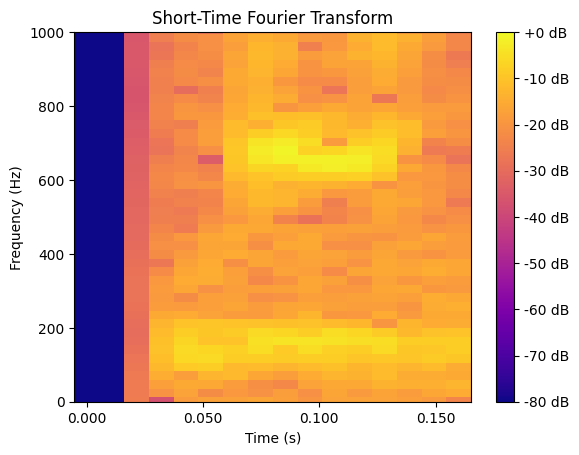 Short-Time Fourier Transform
1000
800
600
400
200
0
Frequency (Hz)
0.000
0.050
0.100
0.150
Time (s)
+0 dB
-10 dB
-20 dB
-30 dB
-40 dB
-50 dB
-60 dB
-70 dB
-80 dB